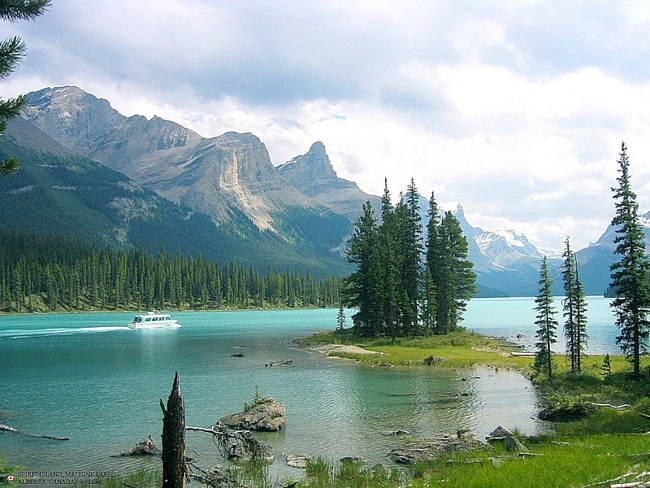 SPIRIT ISLAND, MALIGNE LAKE
ALBERTA, CANADA